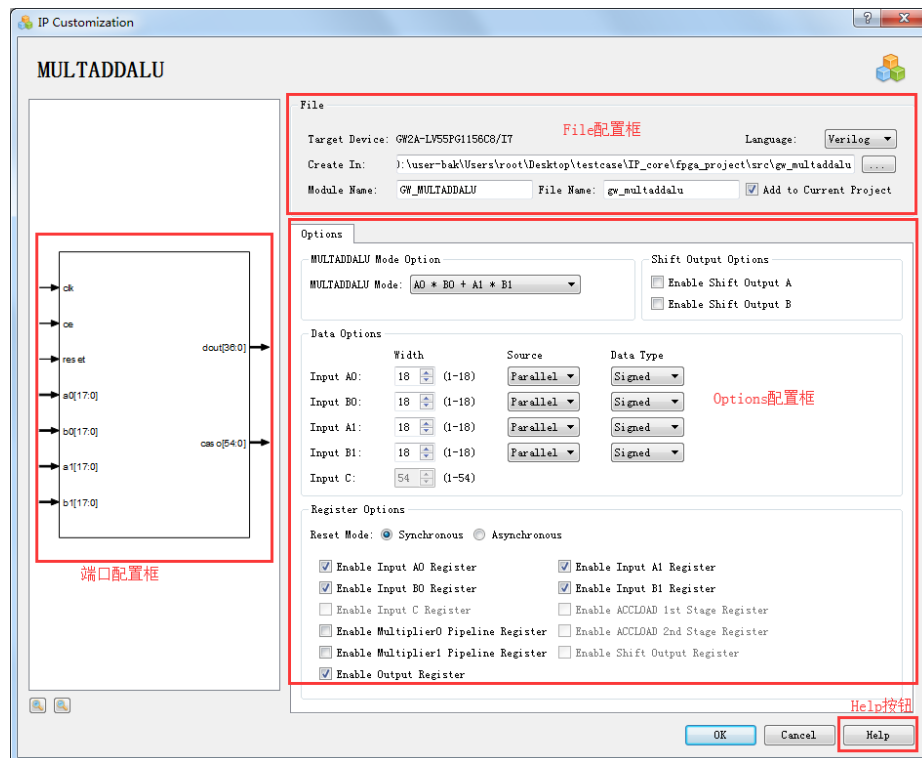 IP Customization
MULTADDALU
File
File配置框
Target Device: GW2A-LV55PG1156C8/I7
Language: Verilog
Create In: ):\user-bak\Users\root\Desktop\testcase\IP_core\fpga_project\src\gw_multaddalu ...
Module Name: GW_MULTADDALU File Name: gw_multaddalu Add to Current Project
clk
ce
reset
a0[17:0]
b0[17:0]
a1[17:0]
b1[17:0]
dout[36:0]
caso[54:0]
端口配置框
Options
MULTADDALU Mode Option
MULTADDALU Mode: A0 * B0 + A1 * B1
Shift Output Options
Enable Shift Output A
Enable Shift Output B
Data Options
Width Source Data Type
Input A0: 18 (1-18) Parallel Signed
Input B0: 18 (1-18) Parallel Signed
Input A1: 18 (1-18) Parallel Signed
Input B1: 18 (1-18) Parallel Signed
Input C: 54 (1-54)
Options配置框
Register Options
Reset Mode: Synchronous Asynchronous
Enable Input A0 Register Enable Input A1 Register
Enable Input B0 Register Enable Input B1 Register
Enable Input C Register Enable ACCLOAD 1st Stage Register
Enable Multiplier0 Pipeline Register Enable ACCLOAD 2nd Stage Register
Enable Multiplier1 Pipeline Register Enable Shift Output Register
Enable Output Register
Help按钮
OK Cancel Help